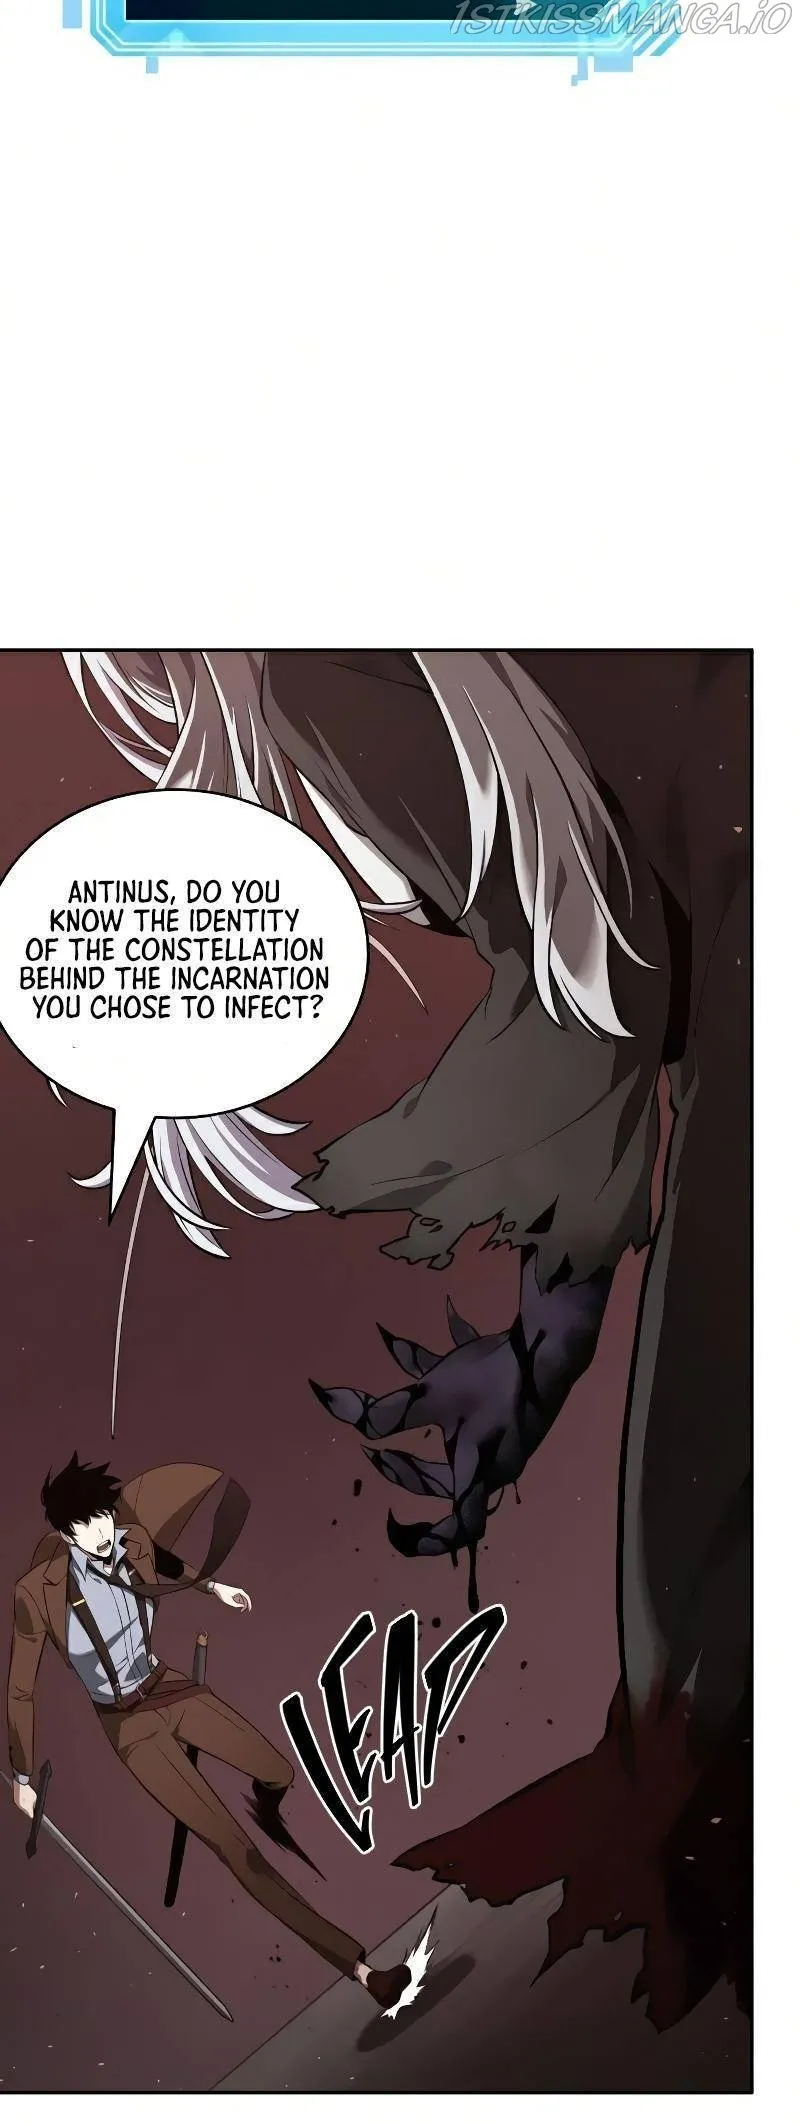 1STKISSMANGA.IO
ANTINUS, DO YOU
KNOW THE IDENTITY
OF THE CONSTELLATION
BEHIND THE INCARNATION
YOU CHOSE TO INFECT?
LEAP